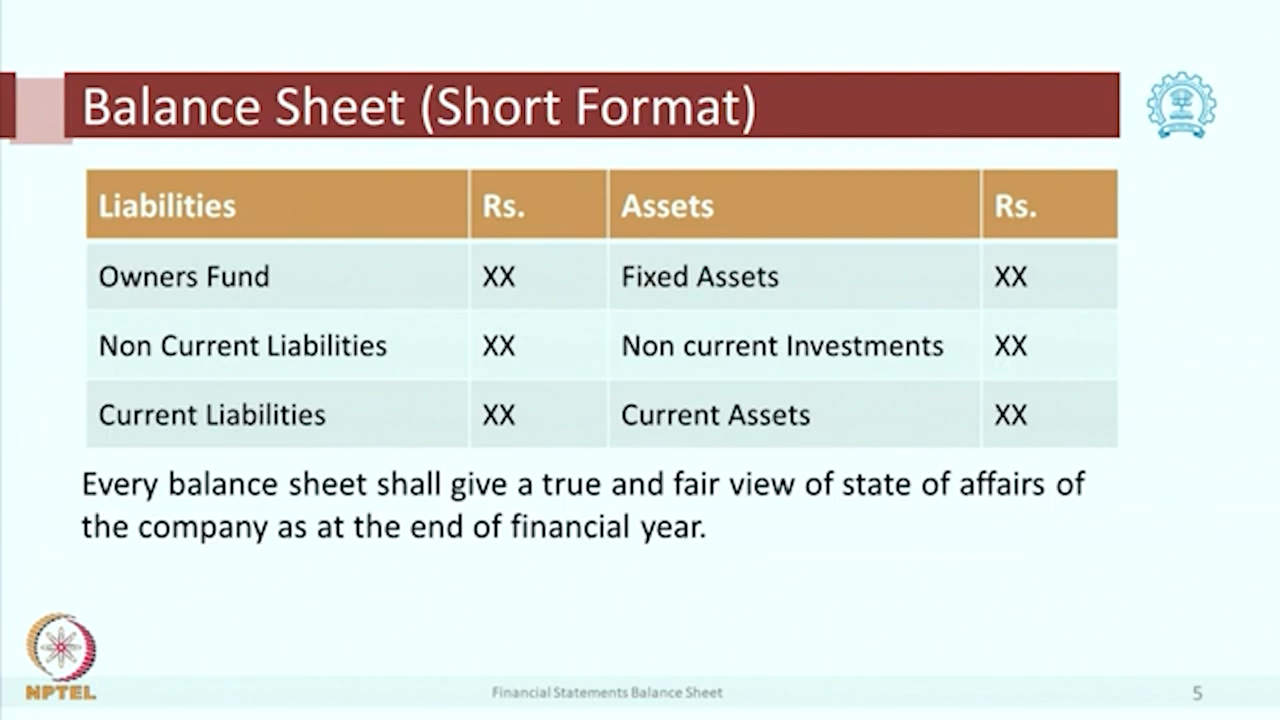 Balance Sheet (Short Format)
Liabilities Rs. Assets Rs.
Owners Fund XX Fixed Assets XX
Non Current Liabilities XX Non current Investments XX
Current Liabilities XX Current Assets XX
Every balance sheet shall give a true and fair view of state of affairs of
the company as at the end of financial year.
NPTEL
Financial Statements Balance Sheet
5